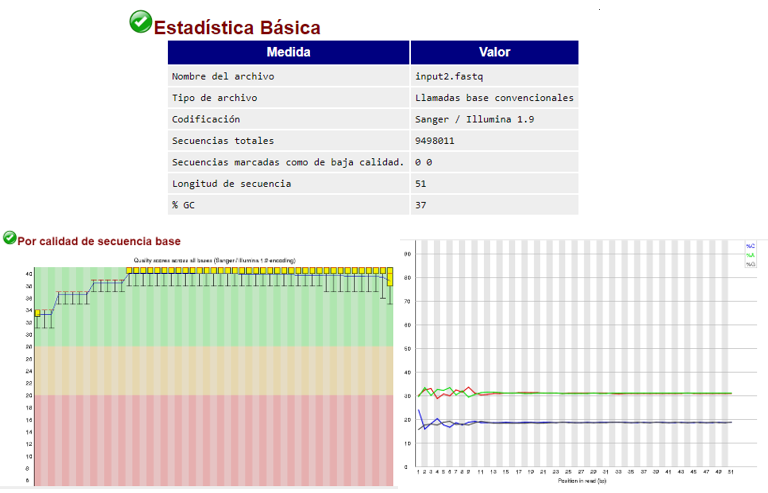 Estadística Básica
Medida Valor
Nombre del archivo input2.fastq
Tipo de archivo Llamadas base convencionales
Codificación Sanger / Illumina 1.9
Secuencias totales 9498011
Secuencias marcadas como de baja calidad. 0 0
Longitud de secuencia 51
% GC 37
Por calidad de secuencia base
Quality scores across all bases (Sanger / Illumina 1.9 encoding)
40
38
36
34
32
30
28
26
24
22
20
18
16
14
12
10
8
6
%C
%A
%G
90
80
70
60
50
40
30
20
10
0
1 2 3 4 5 6 7 8 9 11 13 15 17 19 21 23 25 27 29 31 33 35 37 39 41 43 45 47 49 51
Position in read (bp)